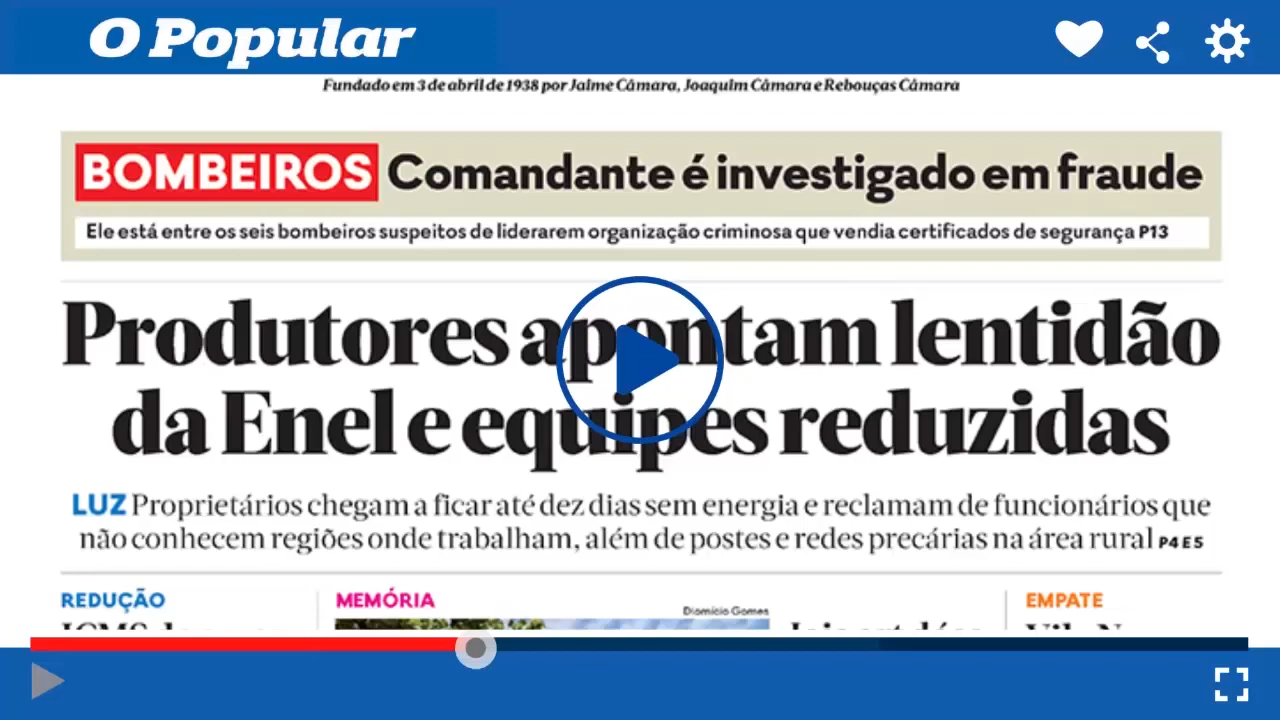 O Popular
Fundado em 3 de abril de 1938 por Jaime Câmara, Joaquim Câmara e Rebouças Câmara
BOMBEIROS Comandante é investigado em fraude
Ele está entre os seis bombeiros suspeitos de liderarem organização criminosa que vendia certificados de segurança P13
Produtores apontam lentidão
da Enel e equipes reduzidas
LUZ Proprietários chegam a ficar até dez dias sem energia e reclamam de funcionários que
não conhecem regiões onde trabalham, além de postes e redes precárias na área rural P4 E 5
REDUÇÃO
MEMÓRIA
Diomício Gomes
EMPATE